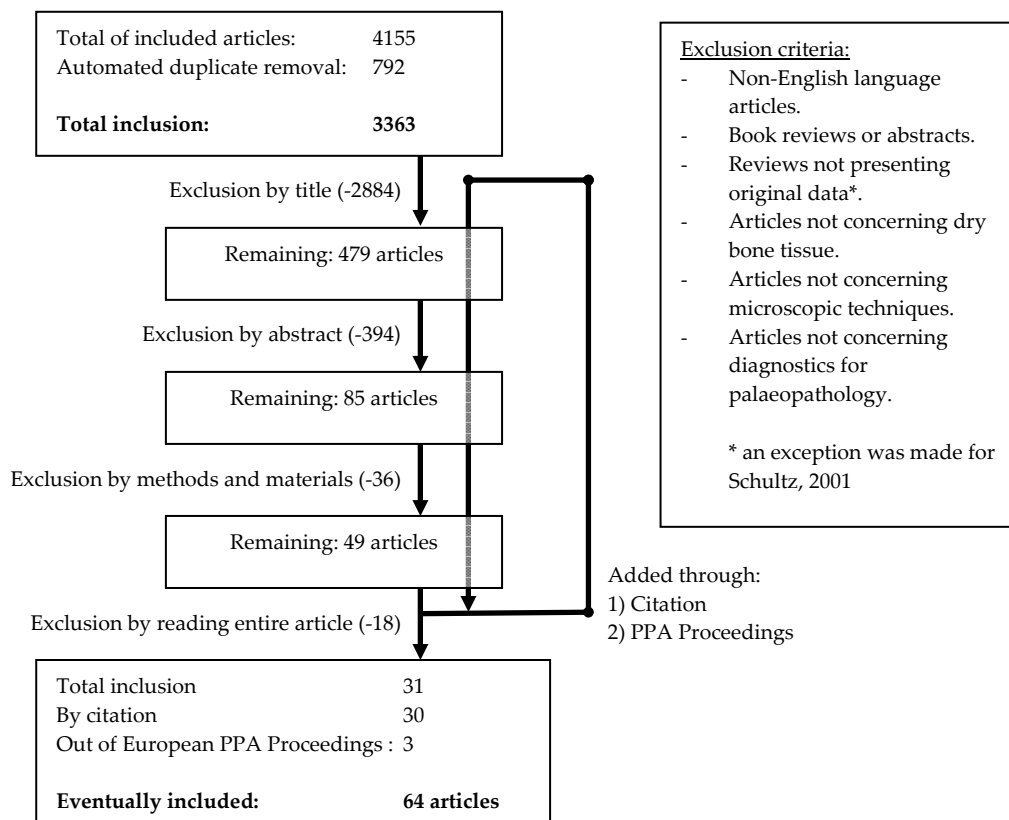 Total of included articles: 4155
Automated duplicate removal: 792
Total inclusion: 3363
Exclusion by title (-2884)
Remaining: 479 articles
Exclusion by abstract (-394)
Remaining: 85 articles
Exclusion by methods and materials (-36)
Remaining: 49 articles
Exclusion by reading entire article (-18)
Total inclusion 31
By citation 30
Out of European PPA Proceedings : 3
Eventually included: 64 articles
Added through:
1) Citation
2) PPA Proceedings
Exclusion criteria:
- Non-English language
articles.
- Book reviews or abstracts.
- Reviews not presenting
original data*.
- Articles not concerning dry
bone tissue.
- Articles not concerning
microscopic techniques.
- Articles not concerning
diagnostics for
palaeopathology.
* an exception was made for
Schultz, 2001